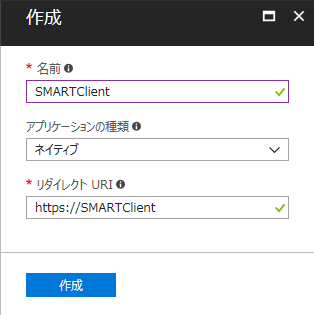 作成
* 名前
SMARTClient
アプリケーションの種類
ネイティブ
* リダイレクト URI
https://SMARTClient
作成